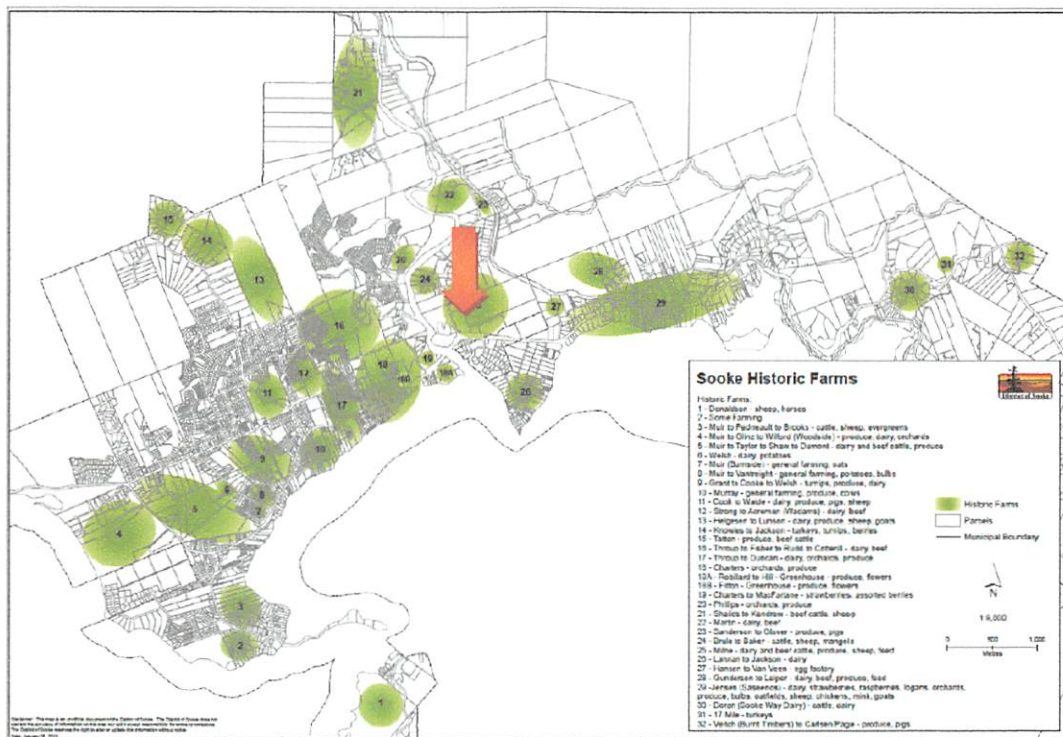 21
22
23
15
14
13
20
24
28
29
27
30
31
32
16
18
19
18A
18B
12
11
17
26
10
9
6
8
7
5
4
3
2
1
Sooke Historic Farms
District of Sooke
Historic Farms:
1 - Donaldson - sheep, horses
2 - Some Farming
3 - Muir to Pedneault to Brooks - cattle, sheep, evergreens
4 - Muir to Cline to Wilford (Woodside) - produce, dairy, orchards
5 - Muir to Taylor to Shaw to Dumont - dairy and beef cattle, produce
6 - Welsh - dairy, potatoes
7 - Muir (Burnside) - general farming, oats
8 - Muir to Vantreight - general farming, potatoes, bulbs
9 - Grant to Cooke to Welsh - turnips, produce, dairy
10 - Murray - general farming, produce, cows
11 - to Wadde - dairy, produce, pigs, sheep
12 - Strong to Acreman (Wadams) - dairy, beef
13 - Helgesen to Lunson - dairy, produce, sheep, goats
14 - Knowles to Jackson - turkeys, turnips, berries
15 - Tatton - produce, beef cattle
16 - Throup to Fisher to Rudd to - dairy, beef
17 - Throup to Duncan - dairy, orchards, produce
18 - Charters - orchards, produce
18A - Robillard to Hill - Greenhouse - produce, flowers
18B - Fitton - Greenhouse - produce, flowers
19 - Charters to MacFarlane - strawberries, assorted berries
20 - Phillips - orchards, produce
21 - Shields to Kendrew - beef cattle, sheep
22 - Martin - dairy, beef
23 - Sanderson to Glover - produce, pigs
24 - Brule to Baker - cattle, sheep, mangels
25 - Milne - dairy and beef cattle, produce, sheep, feed
26 - Lannan to Jackson - dairy
27 - Hansen to Van Veen - egg factory
28 - Gunderson to Leiper - dairy, beef, produce, feed
29 - Jensen (Saseenos) - dairy, strawberries, raspberries, logans, orchards,
produce, bulbs, oatfields, sheep, chickens, mink, goats
30 - Doran (Sooke Way Dairy) - cattle, dairy
31 - 17 Mile - turkeys
32 - Veitch (Burnt Timbers) to Carlsen Page - produce, pigs
Historic Farms
Parcels
Municipal Boundary
N
0 500 1,000
Metres